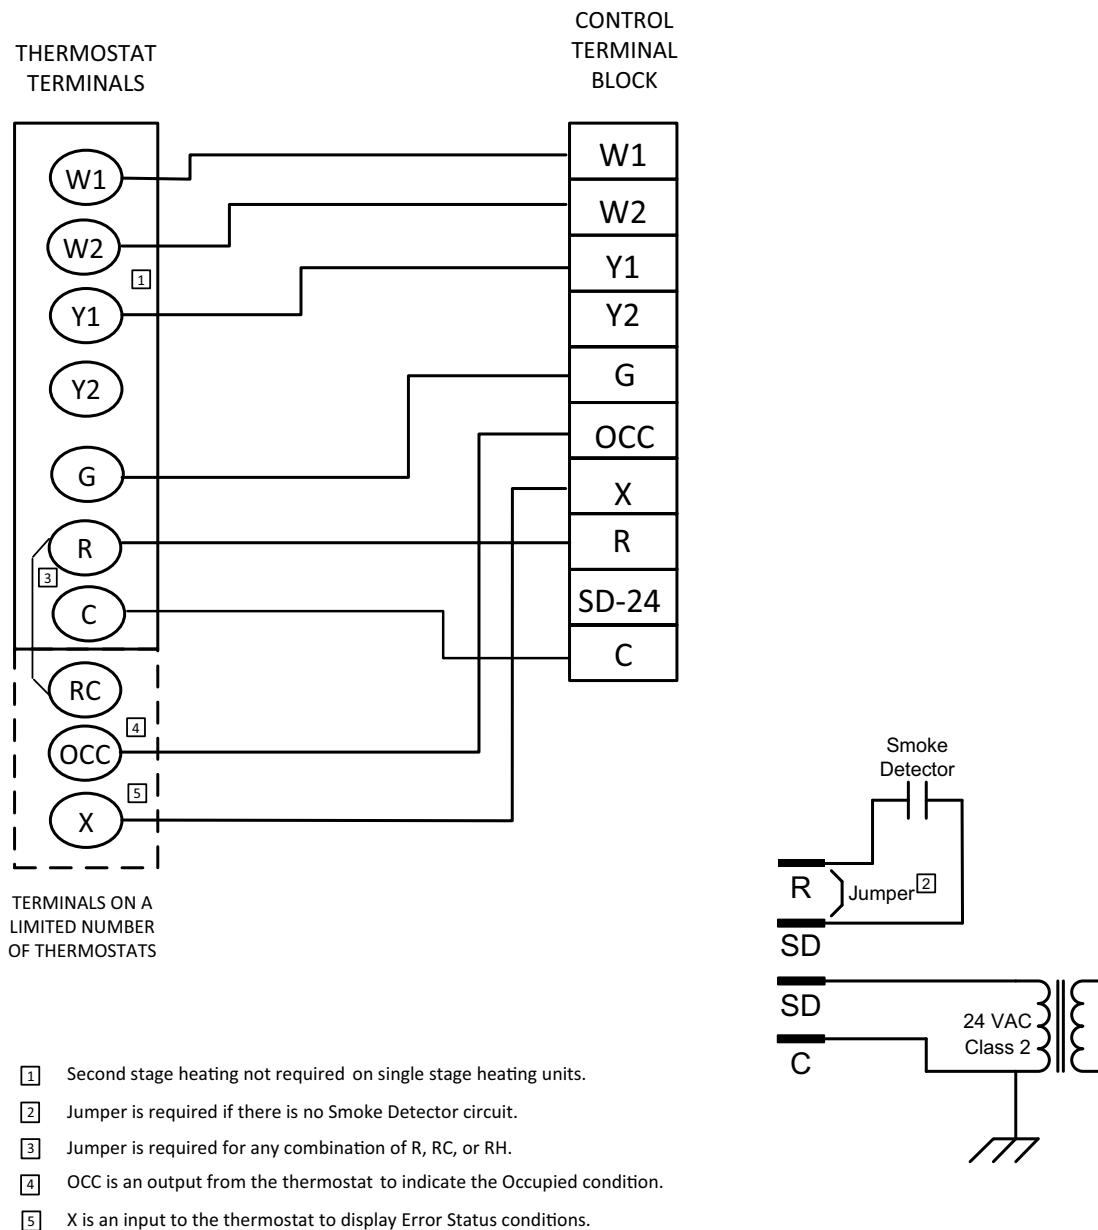 THERMOSTAT
TERMINALS
CONTROL
TERMINAL
BLOCK
W1
W2
1
Y1
Y2
G
R
3
C
RC
4
OCC
5
X
TERMINALS ON A
LIMITED NUMBER
OF THERMOSTATS
W1
W2
Y1
Y2
G
OCC
X
R
SD-24
C
Smoke
Detector
R
Jumper 2
SD
SD
24 VAC
Class 2
C
1 Second stage heating not required on single stage heating units.
2 Jumper is required if there is no Smoke Detector circuit.
3 Jumper is required for any combination of R, RC, or RH.
4 OCC is an output from the thermostat to indicate the Occupied condition.
5 X is an input to the thermostat to display Error Status conditions.